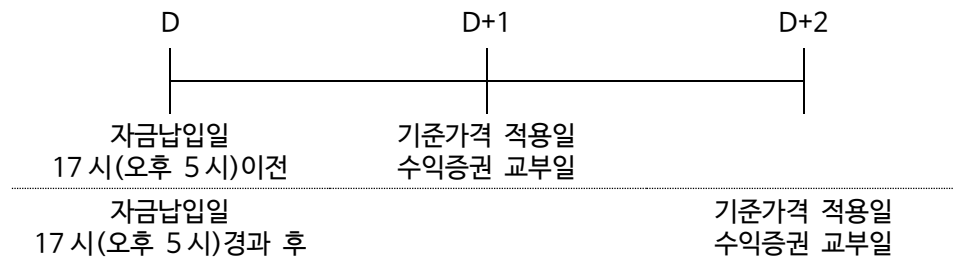 D D+1 D+2
자금납입일 기준가격 적용일
17 시(오후 5 시)이전 수익증권 교부일
자금납입일 기준가격 적용일
17 시(오후 5 시)경과 후 수익증권 교부일